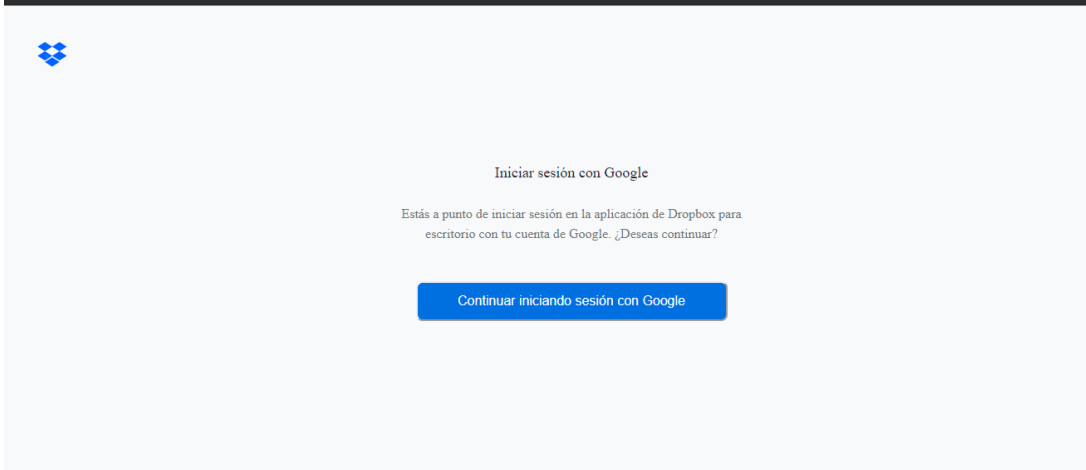 Iniciar sesión con Google
Estás a punto de iniciar sesión en la aplicación de Dropbox para
escritorio con tu cuenta de Google. ¿Deseas continuar?
Continuar iniciando sesión con Google